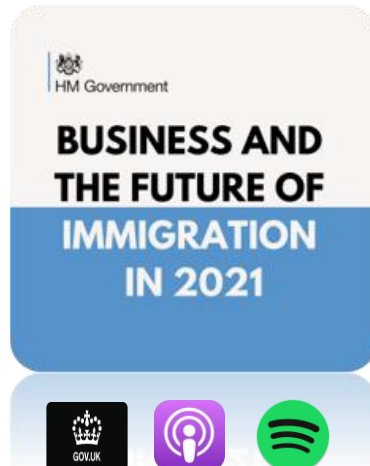 HM Government
BUSINESS AND
THE FUTURE OF
IMMIGRATION
IN 2021
GOV.UK